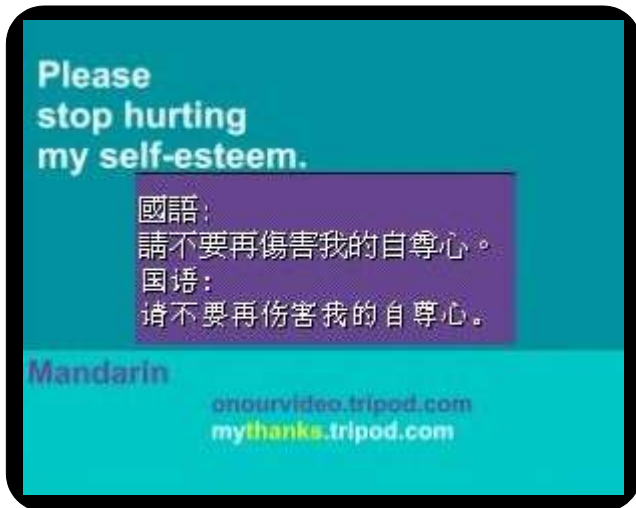 Please
stop hurting
my self-esteem.
國語:
請不要再傷害我的自尊心。
国语:
请不要再伤害我的自尊心。
Mandarin
onourvideo.tripod.com
mythanks.tripod.com